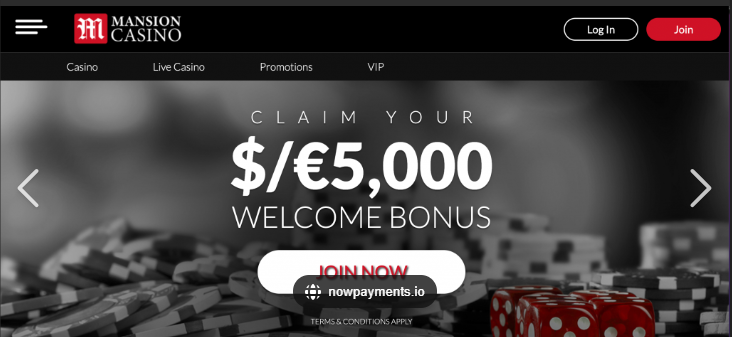 MANSION
CASINO
Log In
Join
Casino
Live Casino
Promotions
VIP
CLAIM YOUR
$/€5,000
WELCOME BONUS
JOIN NOW
nowpayments.io
TERMS & CONDITIONS APPLY